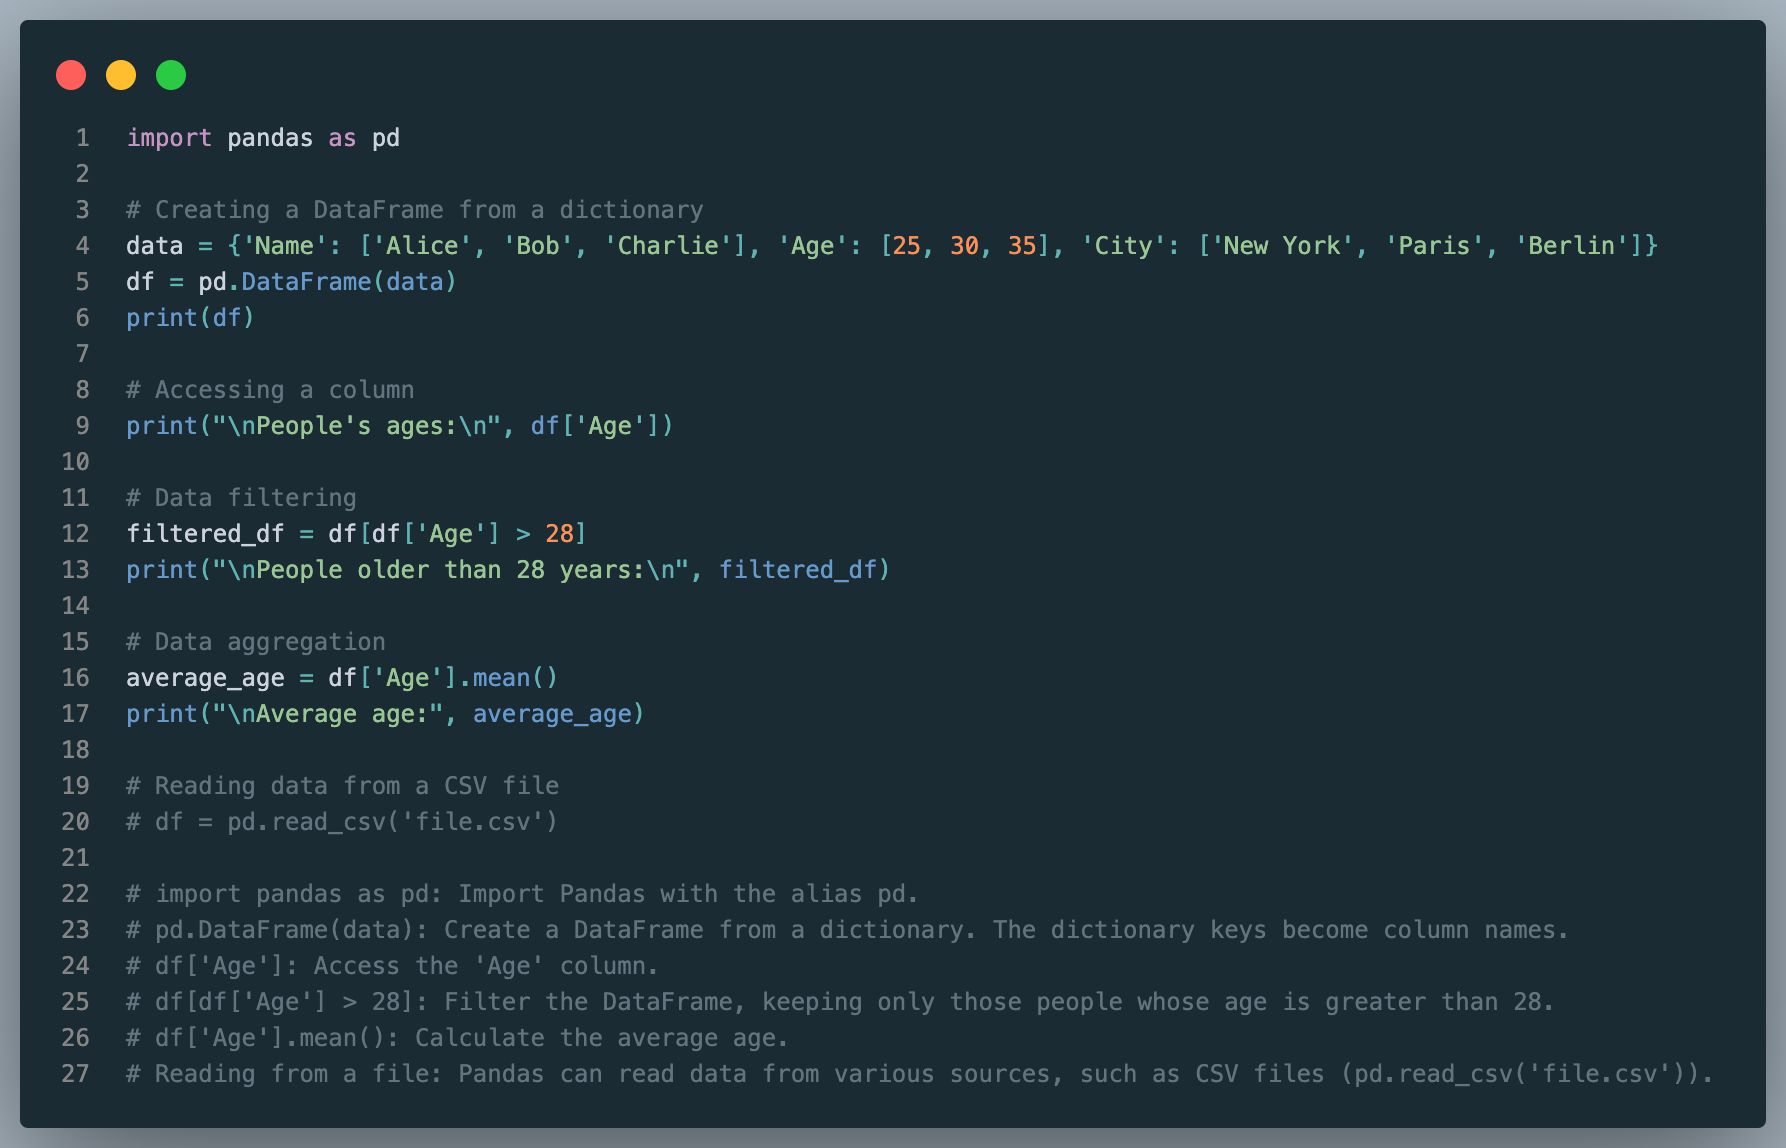 1 import pandas as pd
2
3 # Creating a DataFrame from a dictionary
4 data = {'Name': ['Alice', 'Bob', 'Charlie'], 'Age': [25, 30, 35], 'City': ['New York', 'Paris', 'Berlin']}
5 df = pd.DataFrame(data)
6 print(df)
7
8 # Accessing a column
9 print("\nPeople's ages:\n", df['Age'])
10
11 # Data filtering
12 filtered_df = df[df['Age'] > 28]
13 print("\nPeople older than 28 years:\n", filtered_df)
14
15 # Data aggregation
16 average_age = df['Age'].mean()
17 print("\nAverage age:", average_age)
18
19 # Reading data from a CSV file
20 # df = pd.read_csv('file.csv')
21
22 # import pandas as pd: Import Pandas with the alias pd.
23 # pd.DataFrame(data): Create a DataFrame from a dictionary. The dictionary keys become column names.
24 # df['Age']: Access the 'Age' column.
25 # df[df['Age'] > 28]: Filter the DataFrame, keeping only those people whose age is greater than 28.
26 # df['Age'].mean(): Calculate the average age.
27 # Reading from a file: Pandas can read data from various sources, such as CSV files (pd.read_csv('file.csv')).